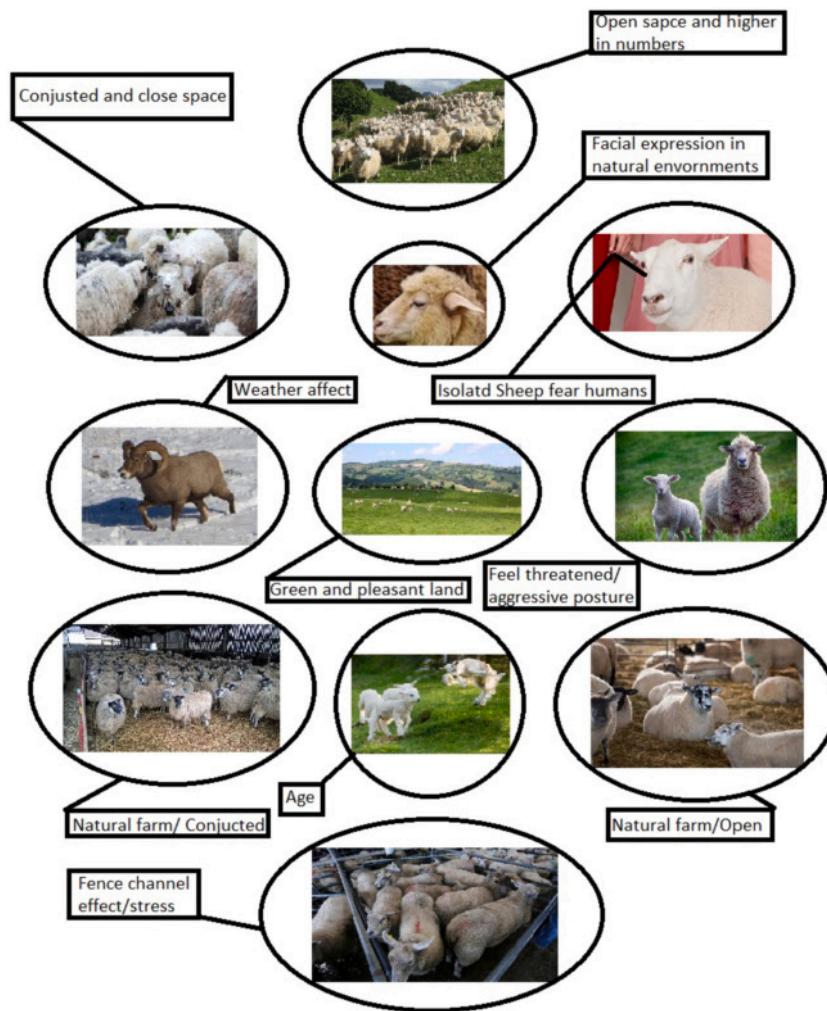 Open sapce and higher
in numbers
Conjusted and close space
Facial expression in
natural envornments
Weather affect
Isolatd Sheep fear humans
Green and pleasant land
Feel threatened/
aggressive posture
Natural farm/ Conjucted
Age
Natural farm/Open
Fence channel
effect/stress